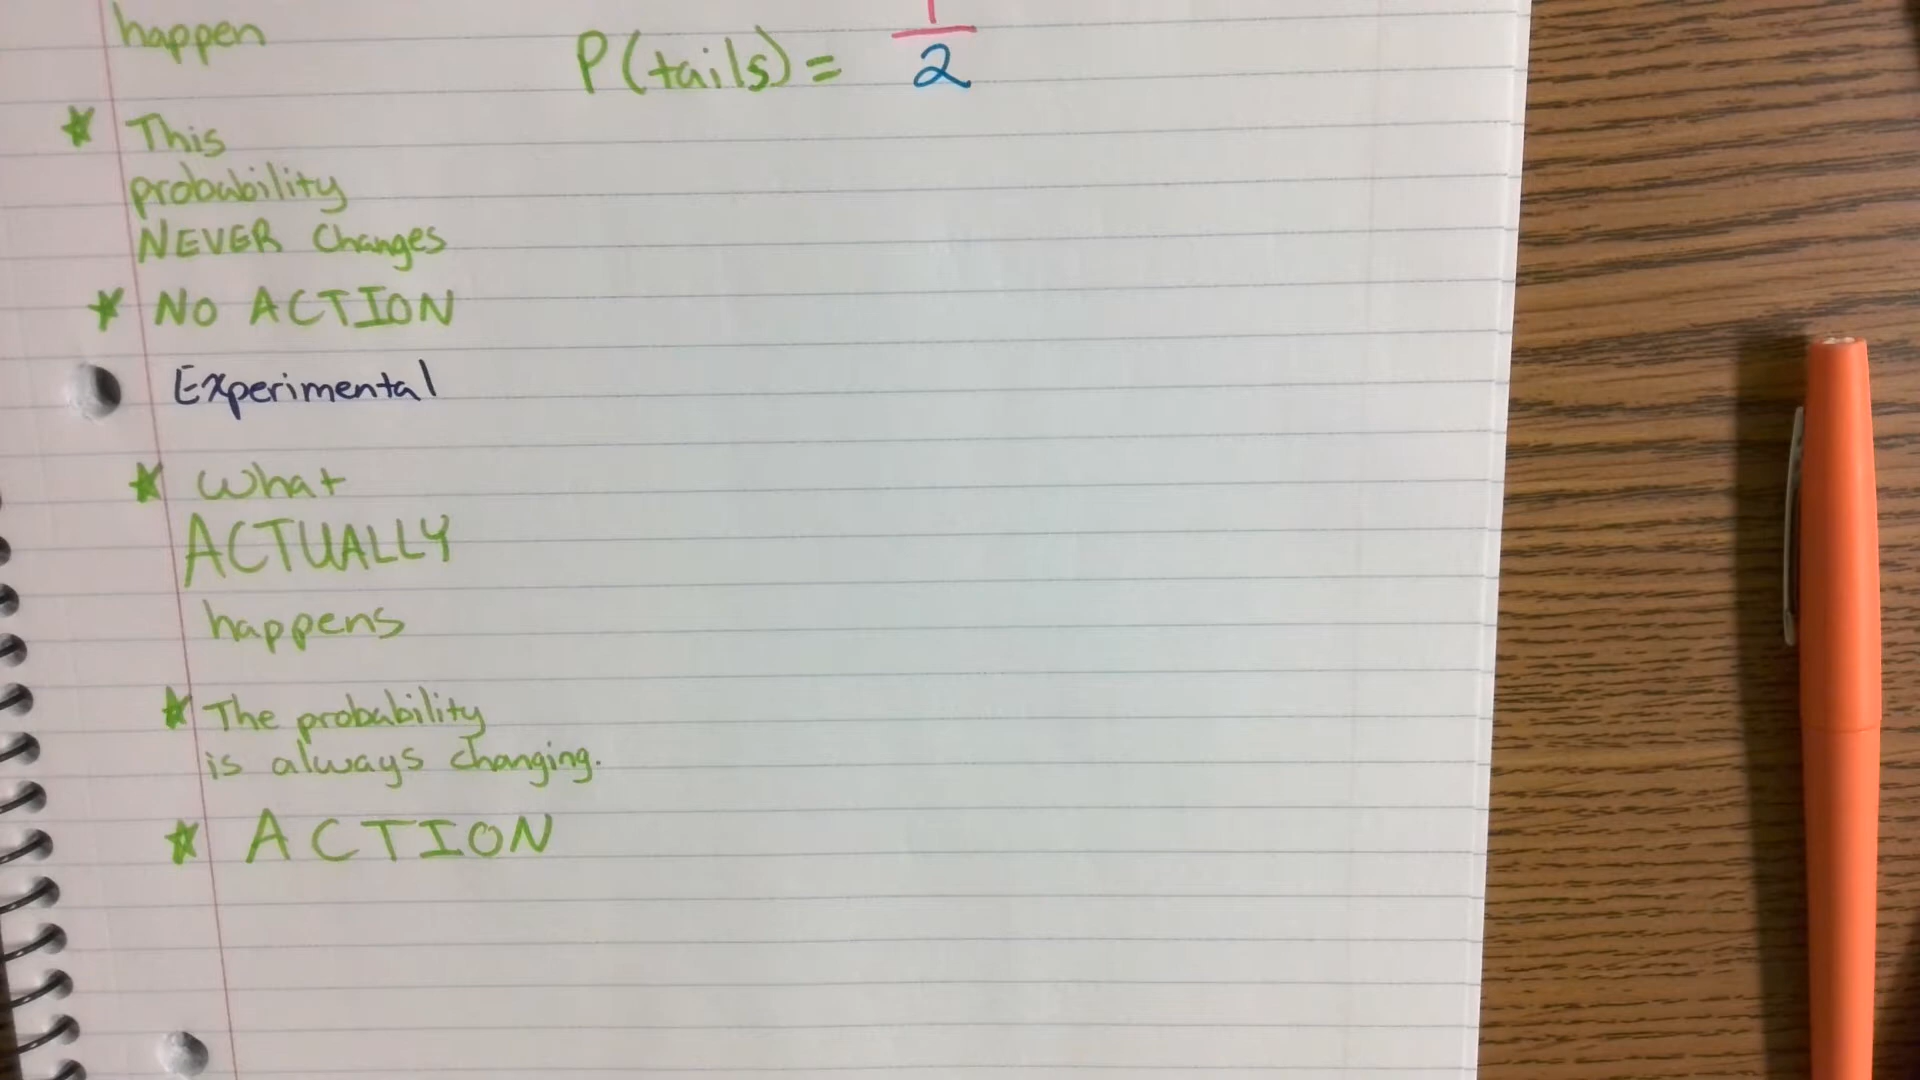 happen
P(tails) = 1/2
★ This
probability
NEVER Changes
★ NO ACTION
Experimental
★ What
ACTUALLY
happens
★ The probability
is always changing.
★ ACTION